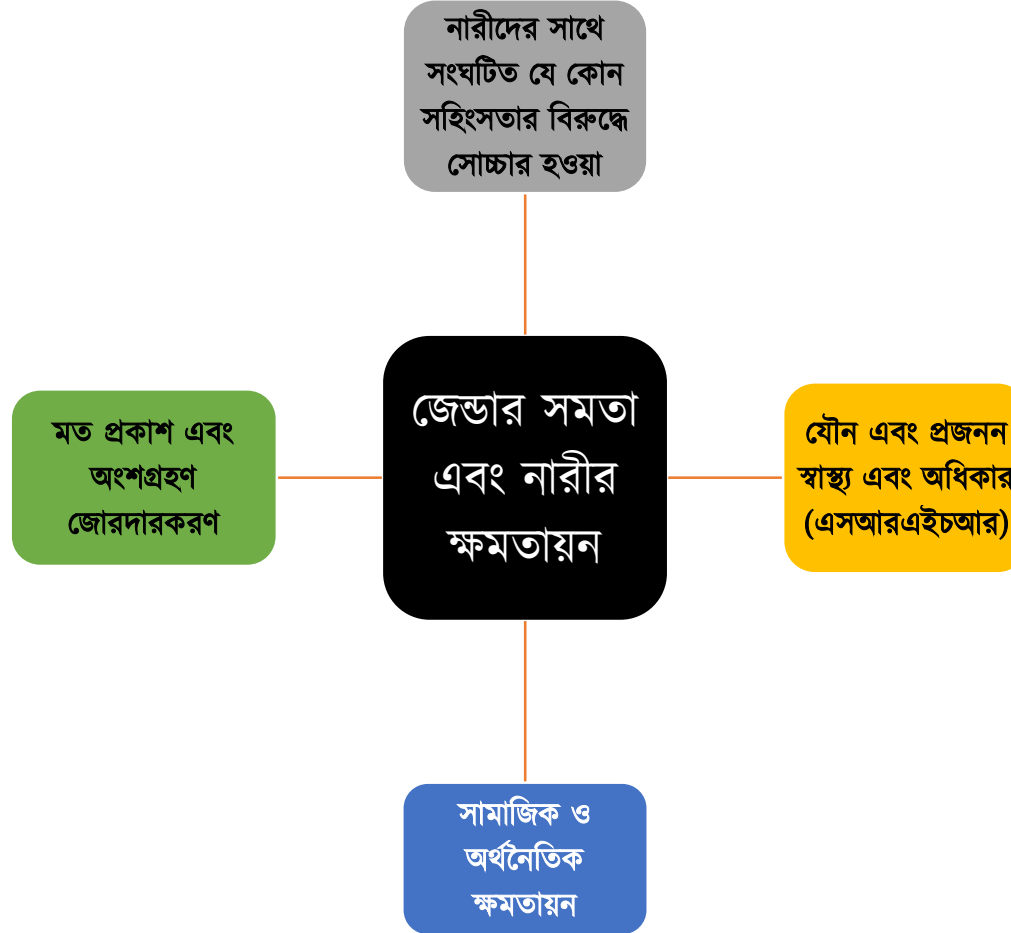 নারীদের সাথে
সংঘটিত যে কোন
সহিংসতার বিরুদ্ধে
সোচ্চার হওয়া
জেন্ডার সমতা
এবং নারীর
ক্ষমতায়ন
মত প্রকাশ এবং
অংশগ্রহণ
জোরদারকরণ
যৌন এবং প্রজনন
স্বাস্থ্য এবং অধিকার
(এসআরএইচআর)
সামাজিক ও
অর্থনৈতিক
ক্ষমতায়ন